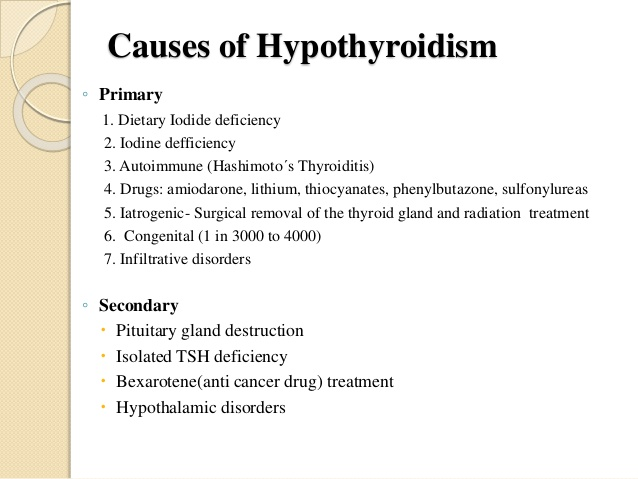 Causes of Hypothyroidism
◦ Primary
1. Dietary Iodide deficiency
2. Iodine defficiency
3. Autoimmune (Hashimoto´s Thyroiditis)
4. Drugs: amiodarone, lithium, thiocyanates, phenylbutazone, sulfonylureas
5. Iatrogenic- Surgical removal of the thyroid gland and radiation treatment
6. Congenital (1 in 3000 to 4000)
7. Infiltrative disorders
◦ Secondary
• Pituitary gland destruction
• Isolated TSH deficiency
• Bexarotene(anti cancer drug) treatment
• Hypothalamic disorders